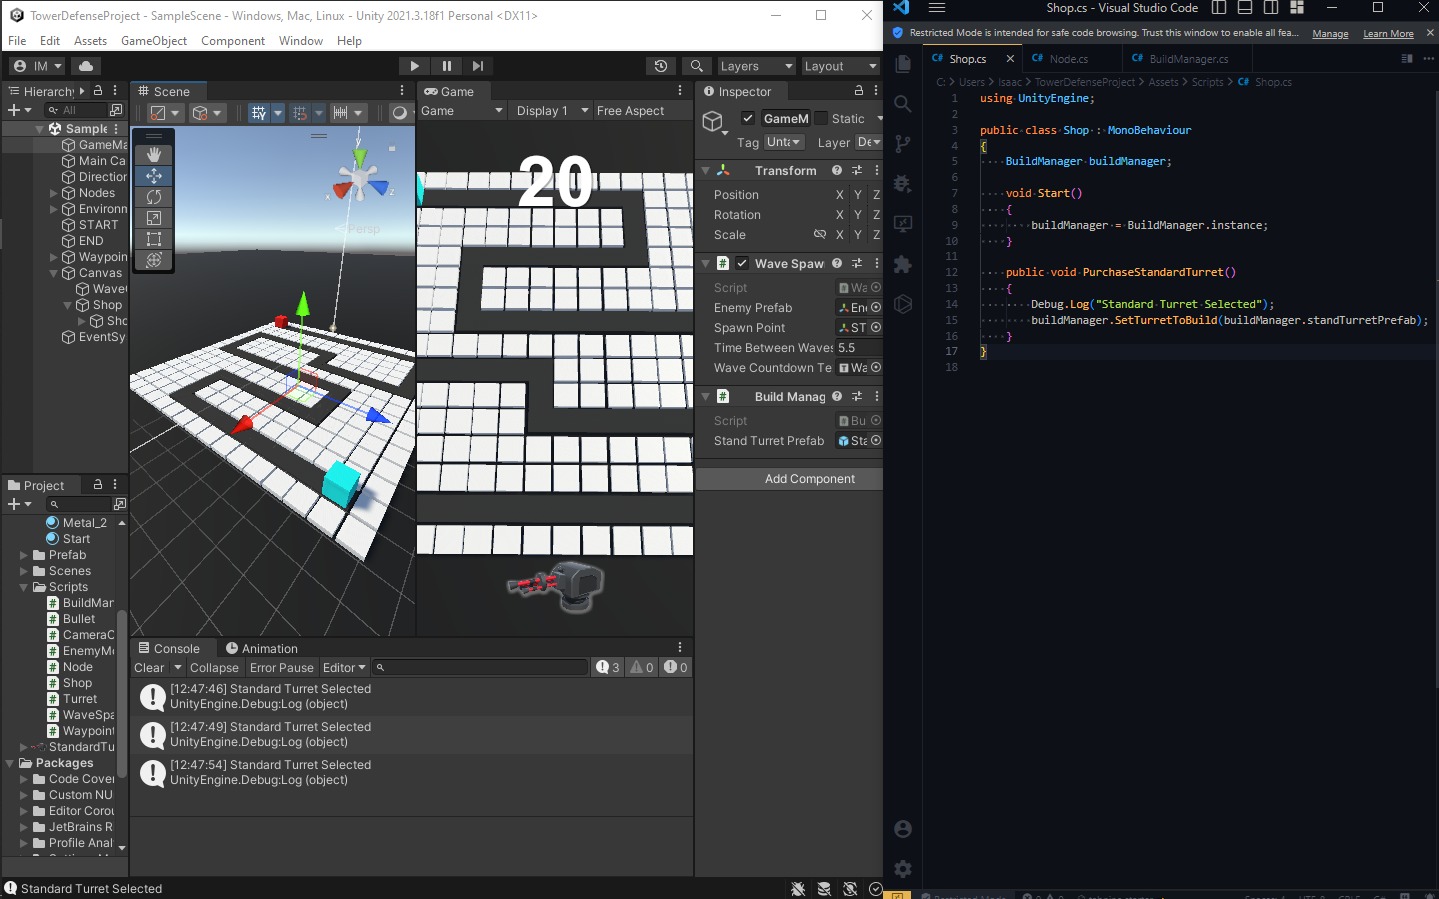 TowerDefenseProject - SampleScene - Windows, Mac, Linux - Unity 2021.3.18f1 Personal <DX11>
File Edit Assets GameObject Component Window Help
IM
Layers
Layout
Hierarchy
All
Sample
GameMa
Main Ca
Direction
Nodes
Environm
START
END
Waypoin
Canvas
Wave
Shop
Sho
EventSy
Scene
Persp
x
y
z
Game
Game
Display 1
Free Aspect
20
Inspector
GameM
Static
Tag Unta
Layer De
Transform
Position X Y Z
Rotation X Y Z
Scale X Y Z
Wave Spaw
Script Wa
Enemy Prefab En
Spawn Point ST
Time Between Waves 5.5
Wave Countdown Te Wa
Build Manag
Script Bu
Stand Turret Prefab Sta
Add Component
Project
Metal_2
Start
Prefab
Scenes
Scripts
BuildMan
Bullet
CameraC
EnemyMo
Node
Shop
Turret
WaveSpa
Waypoint
StandardTu
Packages
Code Cover
Custom NU
Editor Corou
JetBrains R
Profile Anal
Console
Animation
Clear Collapse Error Pause Editor
3 0 0
[12:47:46] Standard Turret Selected
UnityEngine.Debug:Log (object)
[12:47:49] Standard Turret Selected
UnityEngine.Debug:Log (object)
[12:47:54] Standard Turret Selected
UnityEngine.Debug:Log (object)
Standard Turret Selected
Shop.cs - Visual Studio Code
Restricted Mode is intended for safe code browsing. Trust this window to enable all fea... Manage Learn More
Shop.cs
Node.cs
BuildManager.cs
C: > Users > Isaac > TowerDefenseProject > Assets > Scripts > Shop.cs
1 using UnityEngine;
2
3 public class Shop : MonoBehaviour
4 {
5 BuildManager buildManager;
6
7 void Start()
8 {
9 buildManager = BuildManager.instance;
10 }
11
12 public void PurchaseStandardTurret()
13 {
14 Debug.Log("Standard Turret Selected");
15 buildManager.SetTurretToBuild(buildManager.standTurretPrefab);
16 }
17 }
18